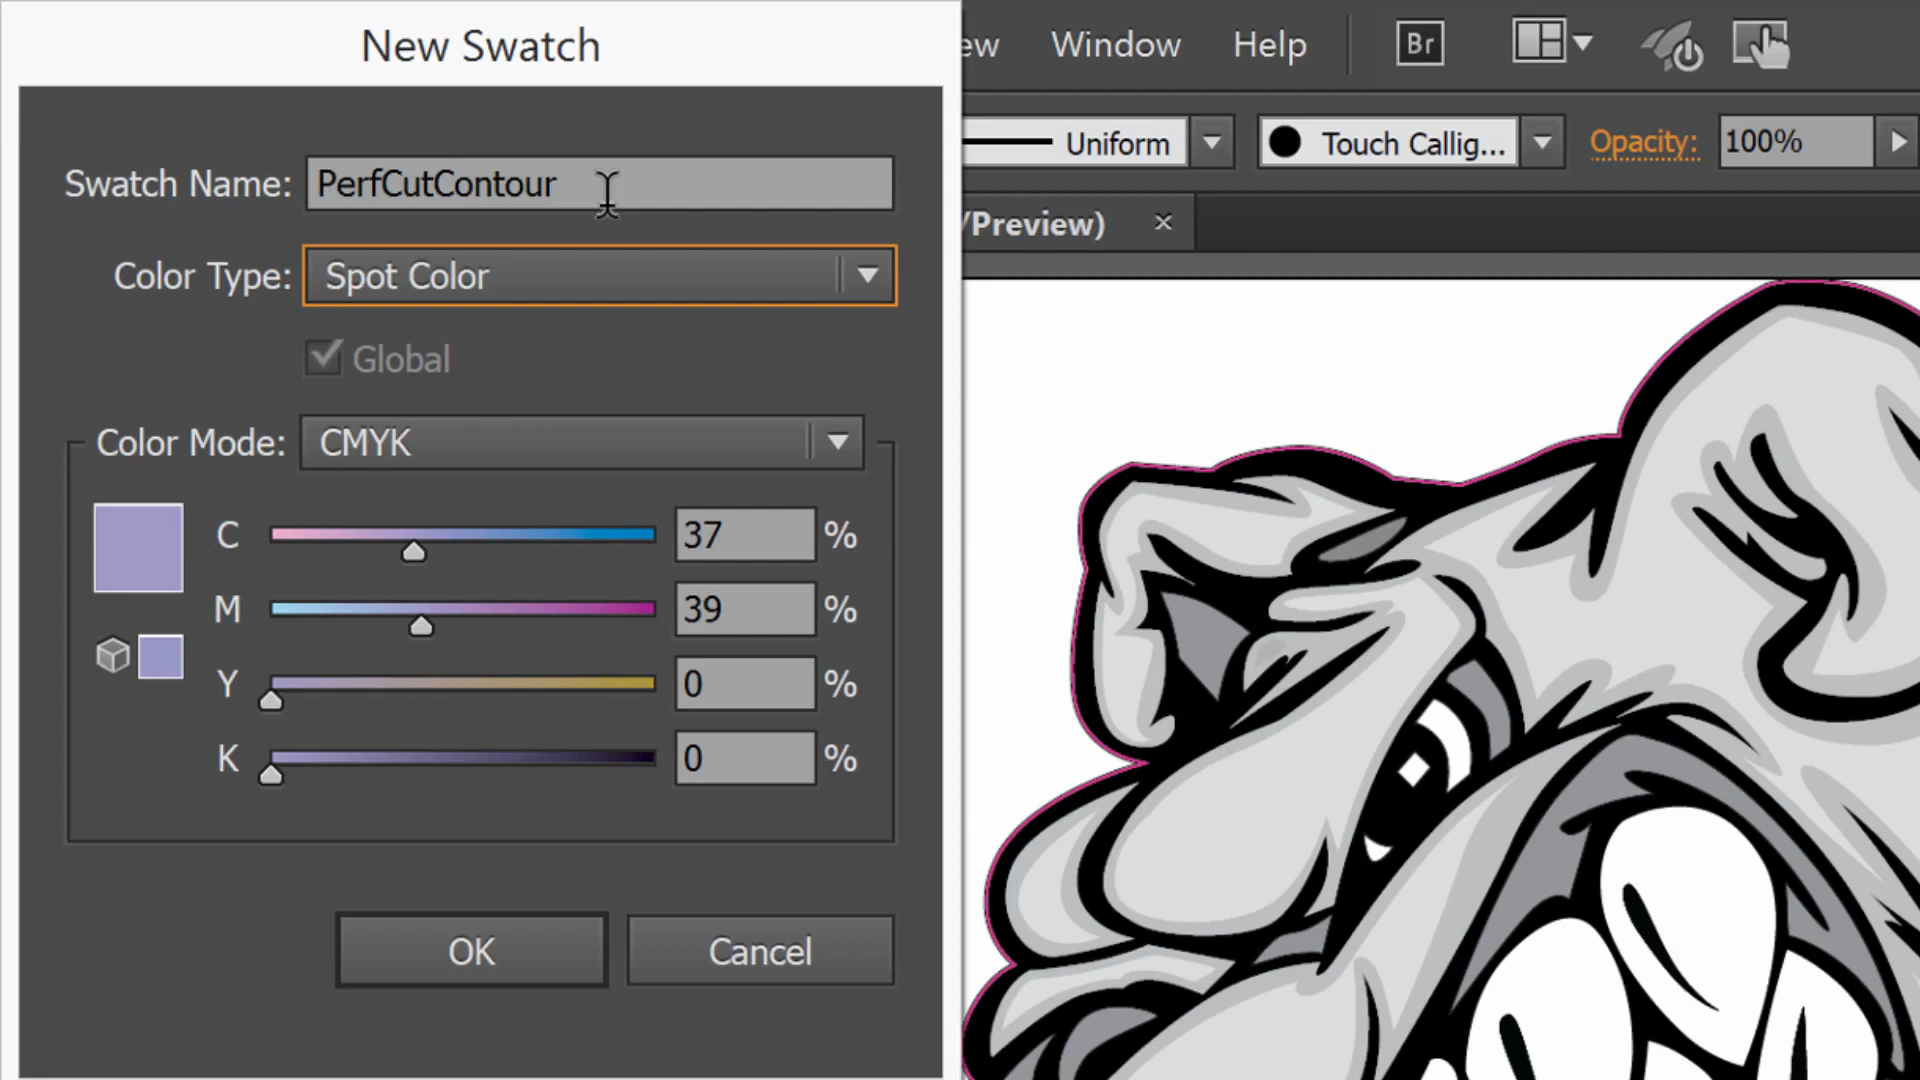 New Swatch
Swatch Name: PerfCutContour
Color Type: Spot Color
Global
Color Mode: CMYK
C 37 %
M 39 %
Y 0 %
K 0 %
OK Cancel
ew Window Help Br
Uniform Touch Callig... Opacity: 100%
/Preview) ×